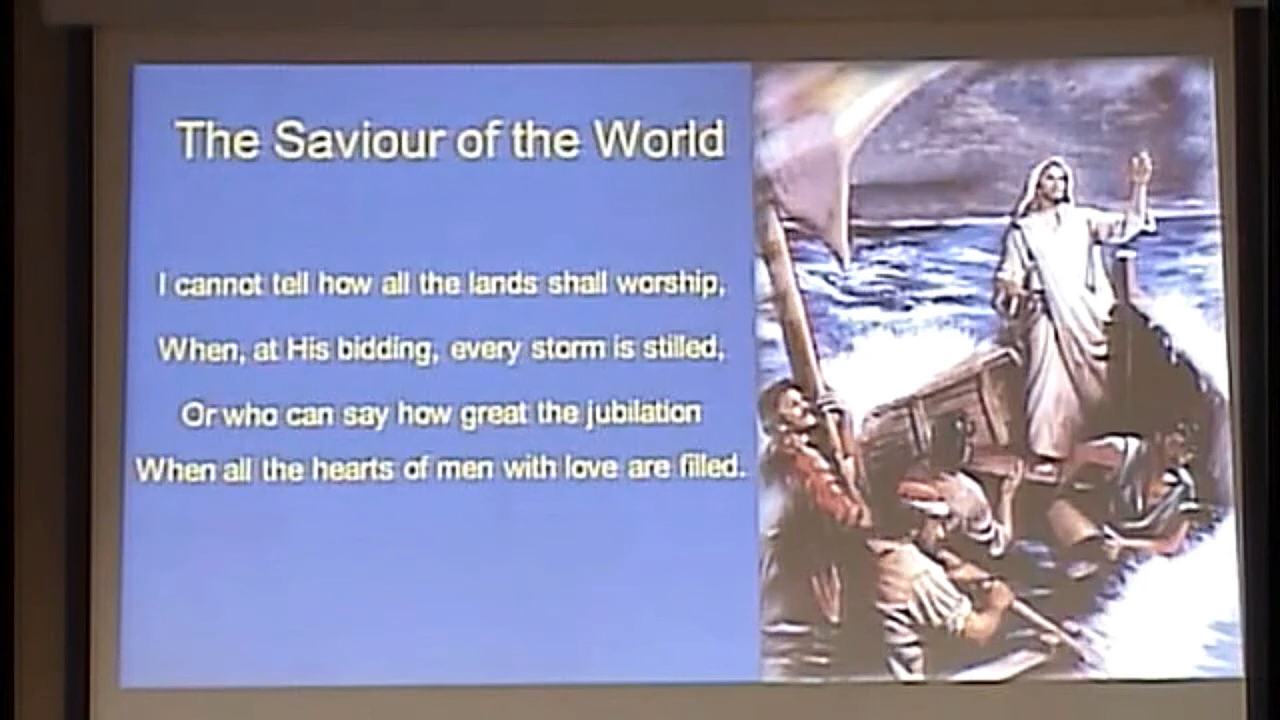 The Saviour of the World
I cannot tell how all the lands shall worship,
When, at His bidding, every storm is stilled,
Or who can say how great the jubilation
When all the hearts of men with love are filled.